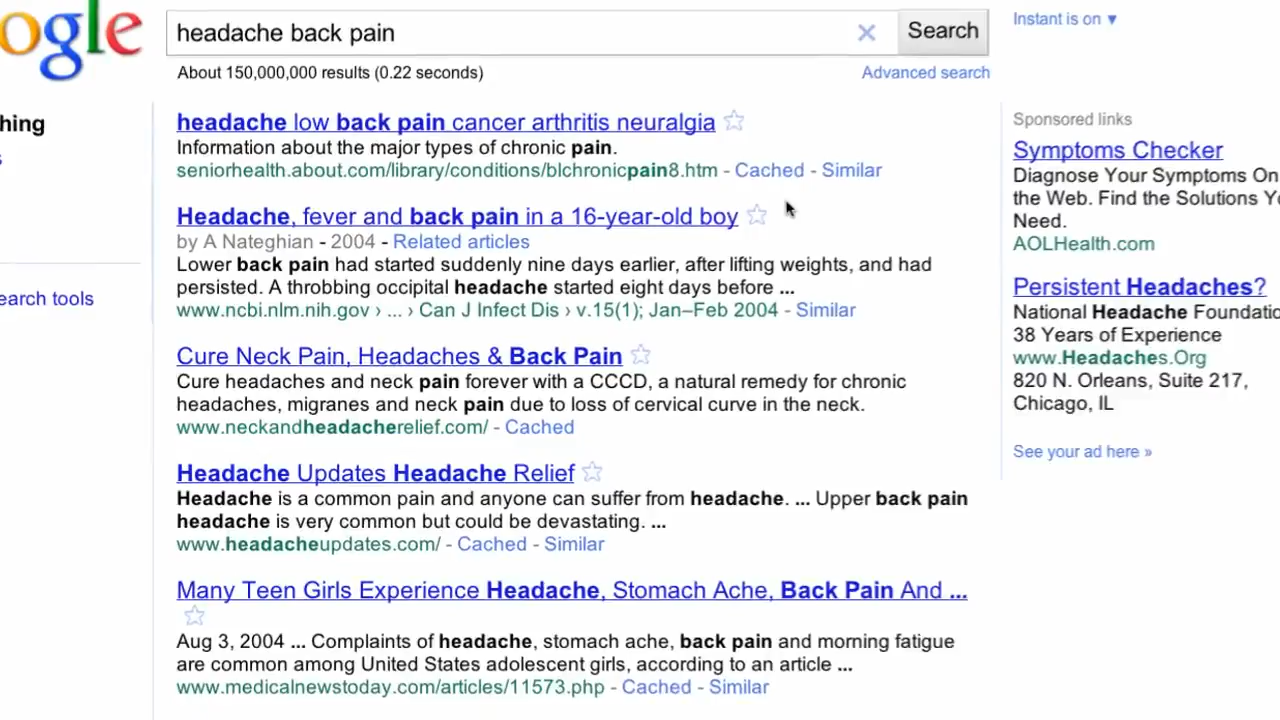 ogle
headache back pain
Search
Instant is on ▼
About 150,000,000 results (0.22 seconds)
Advanced search
hing
s
earch tools
headache low back pain cancer arthritis neuralgia
Information about the major types of chronic pain.
seniorhealth.about.com/library/conditions/blchronicpain8.htm - Cached - Similar
Headache, fever and back pain in a 16-year-old boy
by A Nateghian - 2004 - Related articles
Lower back pain had started suddenly nine days earlier, after lifting weights, and had
persisted. A throbbing occipital headache started eight days before ...
www.ncbi.nlm.nih.gov › ... › Can J Infect Dis › v.15(1); Jan–Feb 2004 - Similar
Cure Neck Pain, Headaches & Back Pain
Cure headaches and neck pain forever with a CCCD, a natural remedy for chronic
headaches, migranes and neck pain due to loss of cervical curve in the neck.
www.neckandheadacherelief.com/ - Cached
Headache Updates Headache Relief
Headache is a common pain and anyone can suffer from headache. ... Upper back pain
headache is very common but could be devastating. ...
www.headacheupdates.com/ - Cached - Similar
Many Teen Girls Experience Headache, Stomach Ache, Back Pain And ...
Aug 3, 2004 ... Complaints of headache, stomach ache, back pain and morning fatigue
are common among United States adolescent girls, according to an article ...
www.medicalnewstoday.com/articles/11573.php - Cached - Similar
Sponsored links
Symptoms Checker
Diagnose Your Symptoms On
the Web. Find the Solutions Yo
Need.
AOLHealth.com
Persistent Headaches?
National Headache Foundatio
38 Years of Experience
www.Headaches.Org
820 N. Orleans, Suite 217,
Chicago, IL
See your ad here »